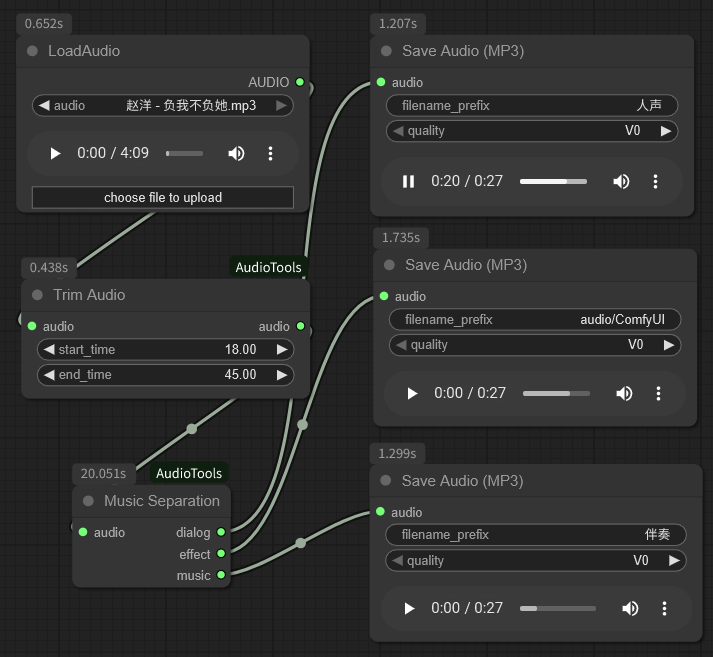 0.652s
LoadAudio
AUDIO
audio 赵洋 - 负我不负她.mp3
0:00 / 4:09
choose file to upload
0.438s
AudioTools
Trim Audio
audio audio
start_time 18.00
end_time 45.00
20.051s
AudioTools
Music Separation
audio dialog
effect
music
1.207s
Save Audio (MP3)
audio
filename_prefix 人声
quality V0
0:20 / 0:27
1.735s
Save Audio (MP3)
audio
filename_prefix audio/ComfyUI
quality V0
0:00 / 0:27
1.299s
Save Audio (MP3)
audio
filename_prefix 伴奏
quality V0
0:00 / 0:27